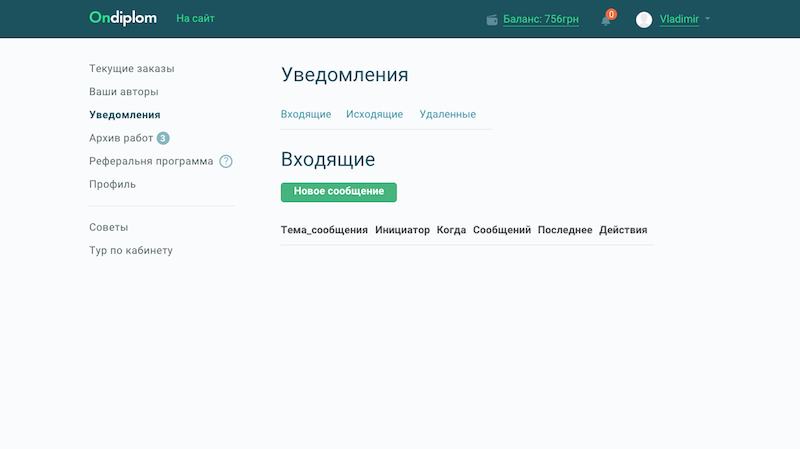 Ondiplom На сайт Баланс: 756грн 0 Vladimir
Текущие заказы
Ваши авторы
Уведомления
Архив работ 3
Реферальня программа ?
Профиль
Советы
Тур по кабинету
Уведомления
Входящие Исходящие Удаленные
Входящие
Новое сообщение
Тема_сообщения Инициатор Когда Сообщений Последнее Действия